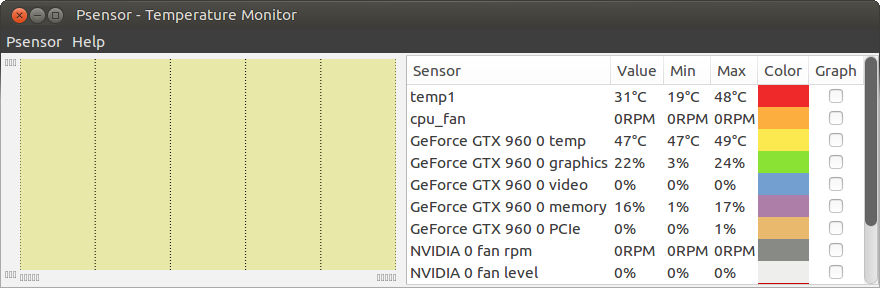 Psensor - Temperature Monitor
Psensor Help
Sensor Value Min Max Color Graph
temp1 31°C 19°C 48°C
cpu_fan 0RPM 0RPM 0RPM
GeForce GTX 960 0 temp 47°C 47°C 49°C
GeForce GTX 960 0 graphics 22% 3% 24%
GeForce GTX 960 0 video 0% 0% 0%
GeForce GTX 960 0 memory 16% 1% 17%
GeForce GTX 960 0 PCIe 0% 0% 1%
NVIDIA 0 fan rpm 0RPM 0RPM 0RPM
NVIDIA 0 fan level 0% 0% 0%